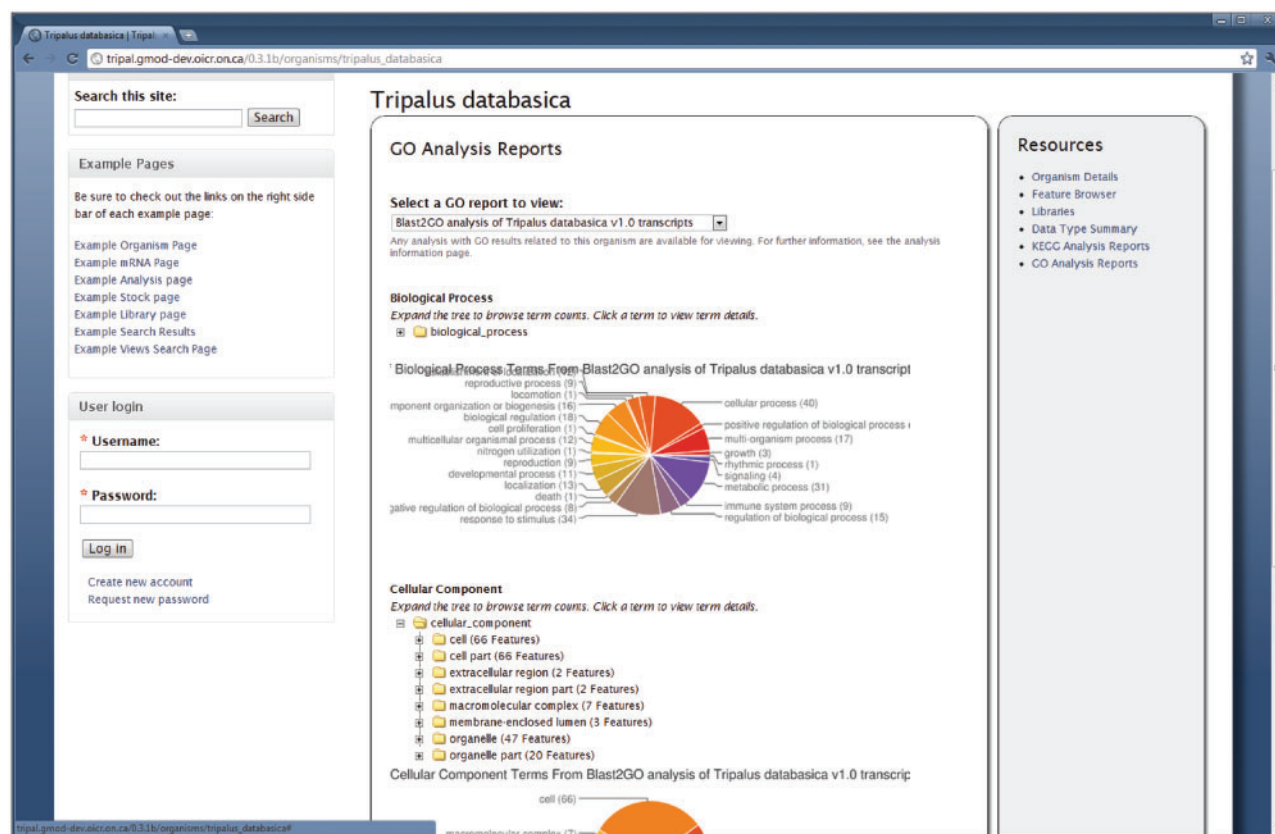 Tripalus databasica | Tripal
tripal.gmod-dev.oicr.on.ca/0.3.1b/organisms/tripalus_databasica
Search this site:
Search
Example Pages
Be sure to check out the links on the right side
bar of each example page:
Example Organism Page
Example mRNA Page
Example Analysis page
Example Stock page
Example Library page
Example Search Results
Example Views Search Page
User login
* Username:
* Password:
Log in
Create new account
Request new password
Tripalus databasica
GO Analysis Reports
Select a GO report to view:
Blast2GO analysis of Tripalus databasica v1.0 transcripts
Any analysis with GO results related to this organism are available for viewing. For further information, see the analysis
information page.
Biological Process
Expand the tree to browse term counts. Click a term to view term details.
biological_process
Biological Process Terms From Blast2GO analysis of Tripalus databasica v1.0 transcript
reproductive process (9)
locomotion (1)
mponent organization or biogenesis (16)
biological regulation (18)
cell proliferation (1)
multicellular organismal process (12)
nitrogen utilization (1)
reproduction (9)
developmental process (11)
localization (13)
death (1)
gative regulation of biological process (8)
response to stimulus (34)
cellular process (40)
positive regulation of biological process
multi-organism process (17)
growth (3)
rhythmic process (1)
signaling (4)
metabolic process (31)
immune system process (9)
regulation of biological process (15)
Cellular Component
Expand the tree to browse term counts. Click a term to view term details.
cellular_component
cell (66 Features)
cell part (66 Features)
extracellular region (2 Features)
extracellular region part (2 Features)
macromolecular complex (7 Features)
membrane-enclosed lumen (3 Features)
organelle (47 Features)
organelle part (20 Features)
Cellular Component Terms From Blast2GO analysis of Tripalus databasica v1.0 transcrip
cell (66)
macromolecular complex (7)
Resources
Organism Details
Feature Browser
Libraries
Data Type Summary
KEGG Analysis Reports
GO Analysis Reports
tripal.gmod-dev.oicr.on.ca/0.3.1b/organisms/tripalus_databasica#